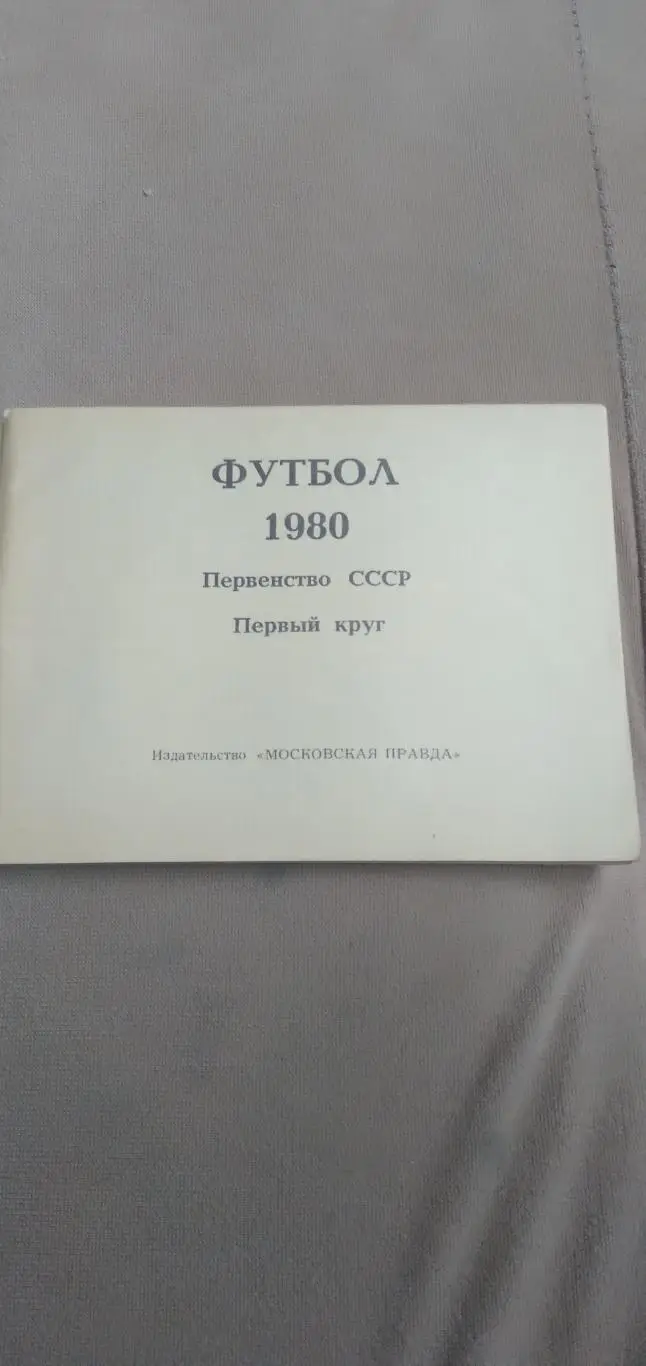 ФУТБОЛ
1980
Первенство СССР
Первый круг
Издательство «МОСКОВСКАЯ ПРАВДА»